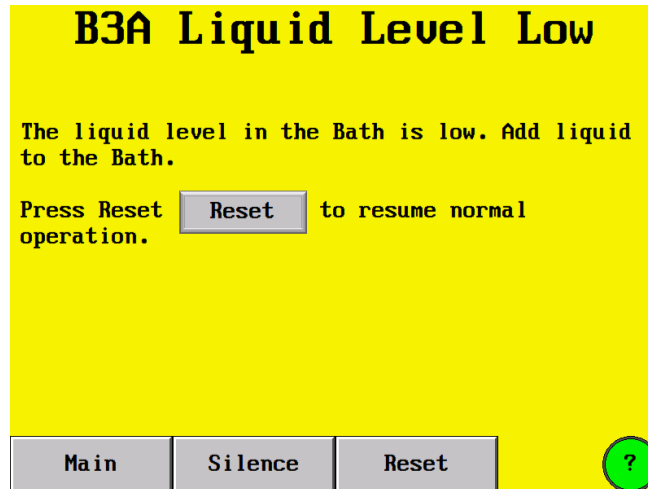 B3A Liquid Level Low
The liquid level in the Bath is low. Add liquid
to the Bath.
Press Reset Reset to resume normal
operation.
Main Silence Reset ?